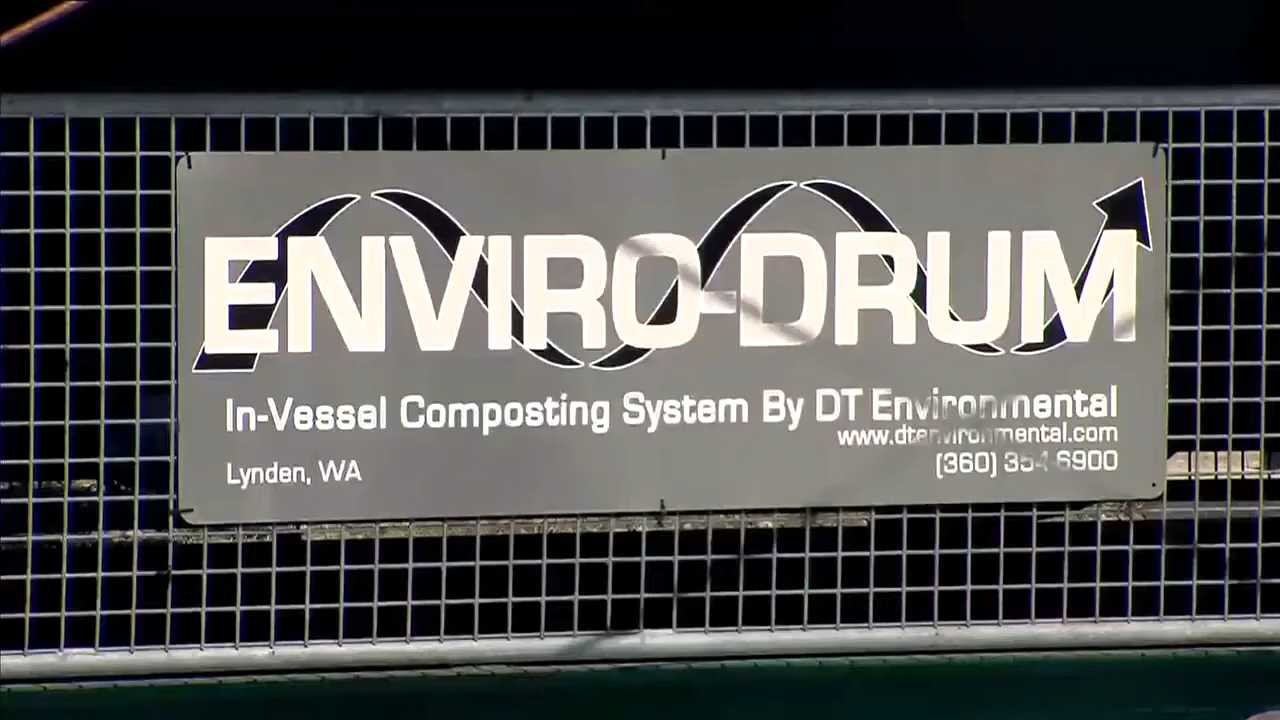 ENVIRO-DRUM
In-Vessel Composting System By DT Environmental
www.dtenvironmental.com
Lynden, WA
(360) 354-6900